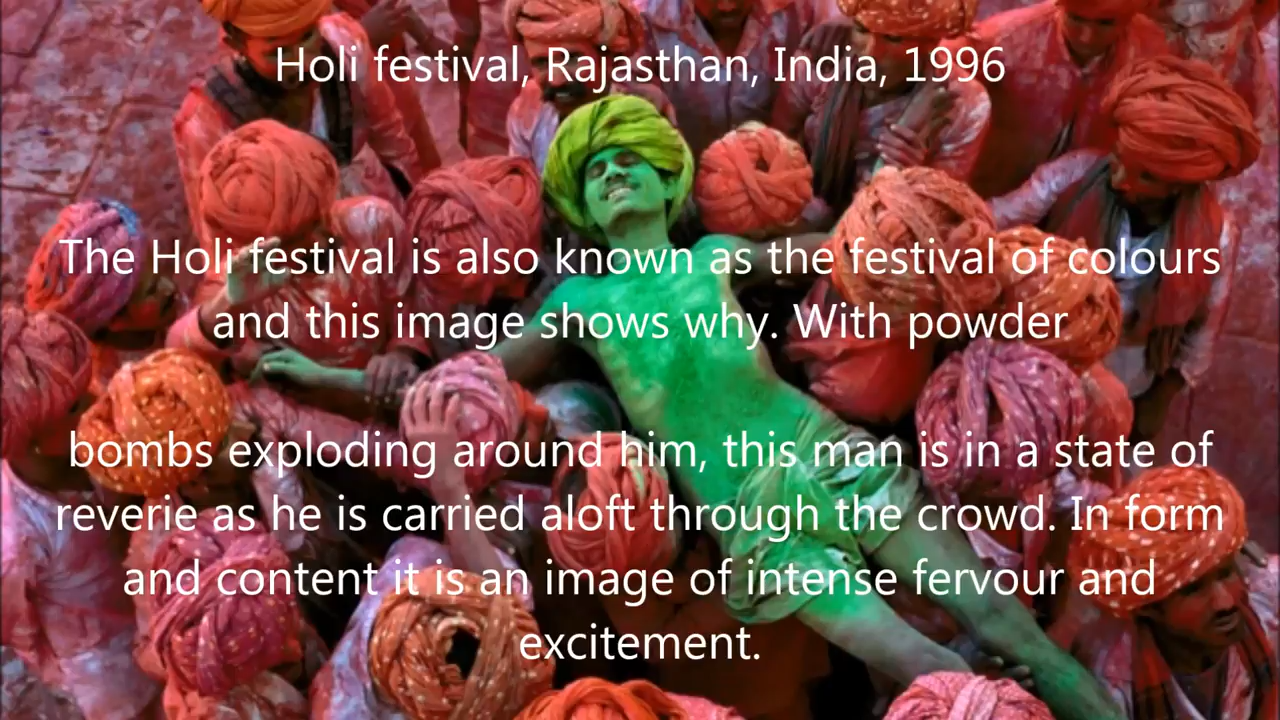 Holi festival, Rajasthan, India, 1996
The Holi festival is also known as the festival of colours
and this image shows why. With powder
bombs exploding around him, this man is in a state of
reverie as he is carried aloft through the crowd. In form
and content it is an image of intense fervour and
excitement.